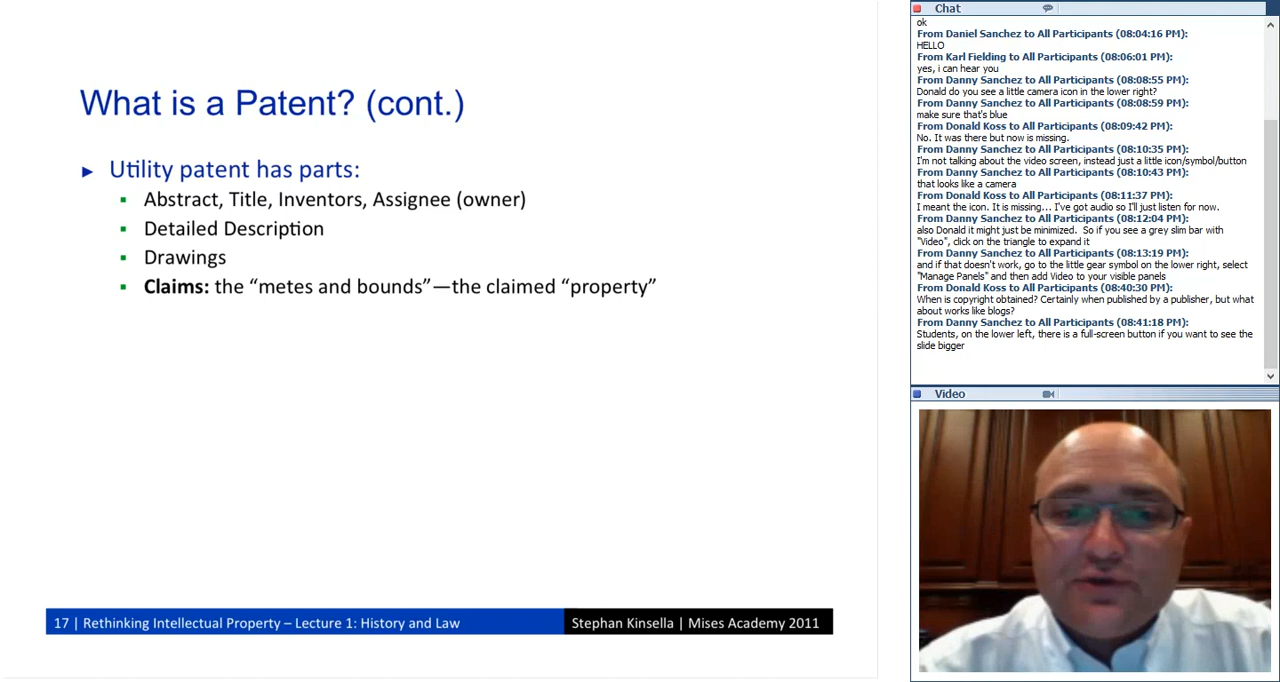 What is a Patent? (cont.)
► Utility patent has parts:
▪ Abstract, Title, Inventors, Assignee (owner)
▪ Detailed Description
▪ Drawings
▪ Claims: the “metes and bounds”—the claimed “property”
17 | Rethinking Intellectual Property – Lecture 1: History and Law
Stephan Kinsella | Mises Academy 2011
Chat
ok
From Daniel Sanchez to All Participants (08:04:16 PM):
HELLO
From Karl Fielding to All Participants (08:06:01 PM):
yes, i can hear you
From Danny Sanchez to All Participants (08:08:55 PM):
Donald do you see a little camera icon in the lower right?
From Danny Sanchez to All Participants (08:08:59 PM):
make sure that's blue
From Donald Koss to All Participants (08:09:42 PM):
No. It was there but now is missing.
From Danny Sanchez to All Participants (08:10:35 PM):
I'm not talking about the video screen, instead just a little icon/symbol/button
From Danny Sanchez to All Participants (08:10:43 PM):
that looks like a camera
From Donald Koss to All Participants (08:11:37 PM):
I meant the icon. It is missing... I've got audio so I'll just listen for now.
From Danny Sanchez to All Participants (08:12:04 PM):
also Donald it might just be minimized.  So if you see a grey slim bar with
"Video", click on the triangle to expand it
From Danny Sanchez to All Participants (08:13:19 PM):
and if that doesn't work, go to the little gear symbol on the lower right, select
"Manage Panels" and then add Video to your visible panels
From Donald Koss to All Participants (08:40:30 PM):
When is copyright obtained? Certainly when published by a publisher, but what
about works like blogs?
From Danny Sanchez to All Participants (08:41:18 PM):
Students, on the lower left, there is a full-screen button if you want to see the
slide bigger
Video